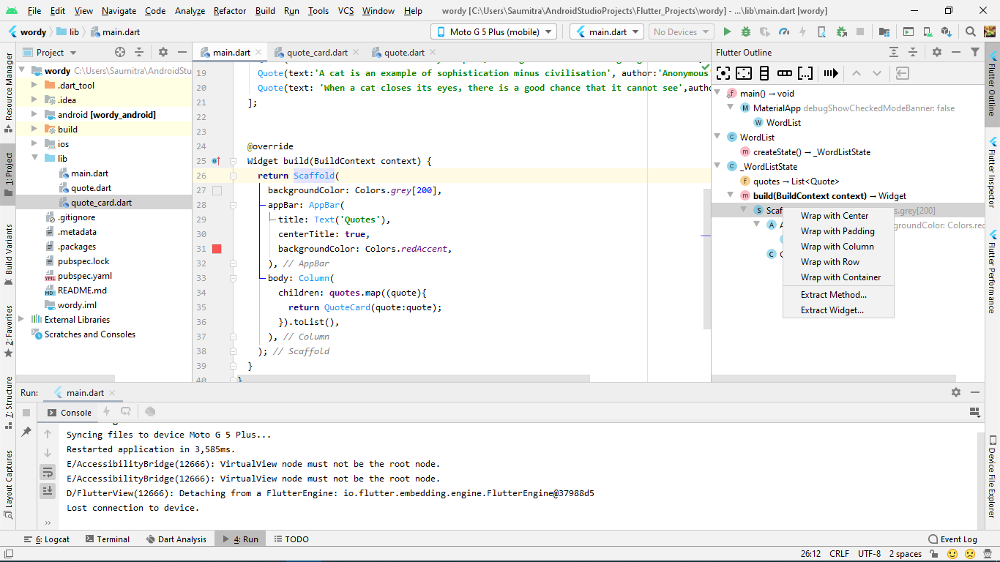 File Edit View Navigate Code Analyze Refactor Build Run Tools VCS Window Help wordy [C:\Users\Saumitra\AndroidStudioProjects\Flutter_Projects\wordy] - ...\lib\main.dart [wordy]
wordy lib main.dart Moto G 5 Plus (mobile) main.dart No Devices
Project main.dart quote_card.dart quote.dart Flutter Outline
Resource Manager
1: Project
Build Variants
2: Favorites
7: Structure
Layout Captures
wordy C:\Users\Saumitra\AndroidStu
.dart_tool
.idea
android [wordy_android]
build
ios
lib
main.dart
quote.dart
quote_card.dart
.gitignore
.metadata
.packages
pubspec.lock
pubspec.yaml
README.md
wordy.iml
External Libraries
Scratches and Consoles
19 Quote(text:'A cat is an example of sophistication minus civilisation', author:'Anonymous
20 Quote(text: 'When a cat closes its eyes, there is a good chance that it cannot see',autho
21 ];
22
23
24 @override
25 Widget build(BuildContext context) {
26 return Scaffold(
27 backgroundColor: Colors.grey[200],
28 appBar: AppBar(
29 title: Text('Quotes'),
30 centerTitle: true,
31 backgroundColor: Colors.redAccent,
32 ), // AppBar
33 body: Column(
34 children: quotes.map((quote){
35 return QuoteCard(quote:quote);
36 }).toList(),
37 ), // Column
38 ); // Scaffold
39 }
40 }
main() → void
MaterialApp debugShowCheckedModeBanner: false
WordList
WordList
createState() → _WordListState
_WordListState
quotes → List<Quote>
build(BuildContext context) → Widget
Scaf s.grey[200]
A kgroundColor: Colors.red
Wrap with Center
Wrap with Padding
Wrap with Column
Wrap with Row
Wrap with Container
Extract Method...
Extract Widget...
Flutter Outline
Flutter Inspector
Flutter Performance
Device File Explorer
Run: main.dart
Console
Syncing files to device Moto G 5 Plus...
Restarted application in 3,585ms.
E/AccessibilityBridge(12666): VirtualView node must not be the root node.
E/AccessibilityBridge(12666): VirtualView node must not be the root node.
D/FlutterView(12666): Detaching from a FlutterEngine: io.flutter.embedding.engine.FlutterEngine@37988d5
Lost connection to device.
6: Logcat Terminal Dart Analysis 4: Run TODO Event Log
26:12 CRLF UTF-8 2 spaces